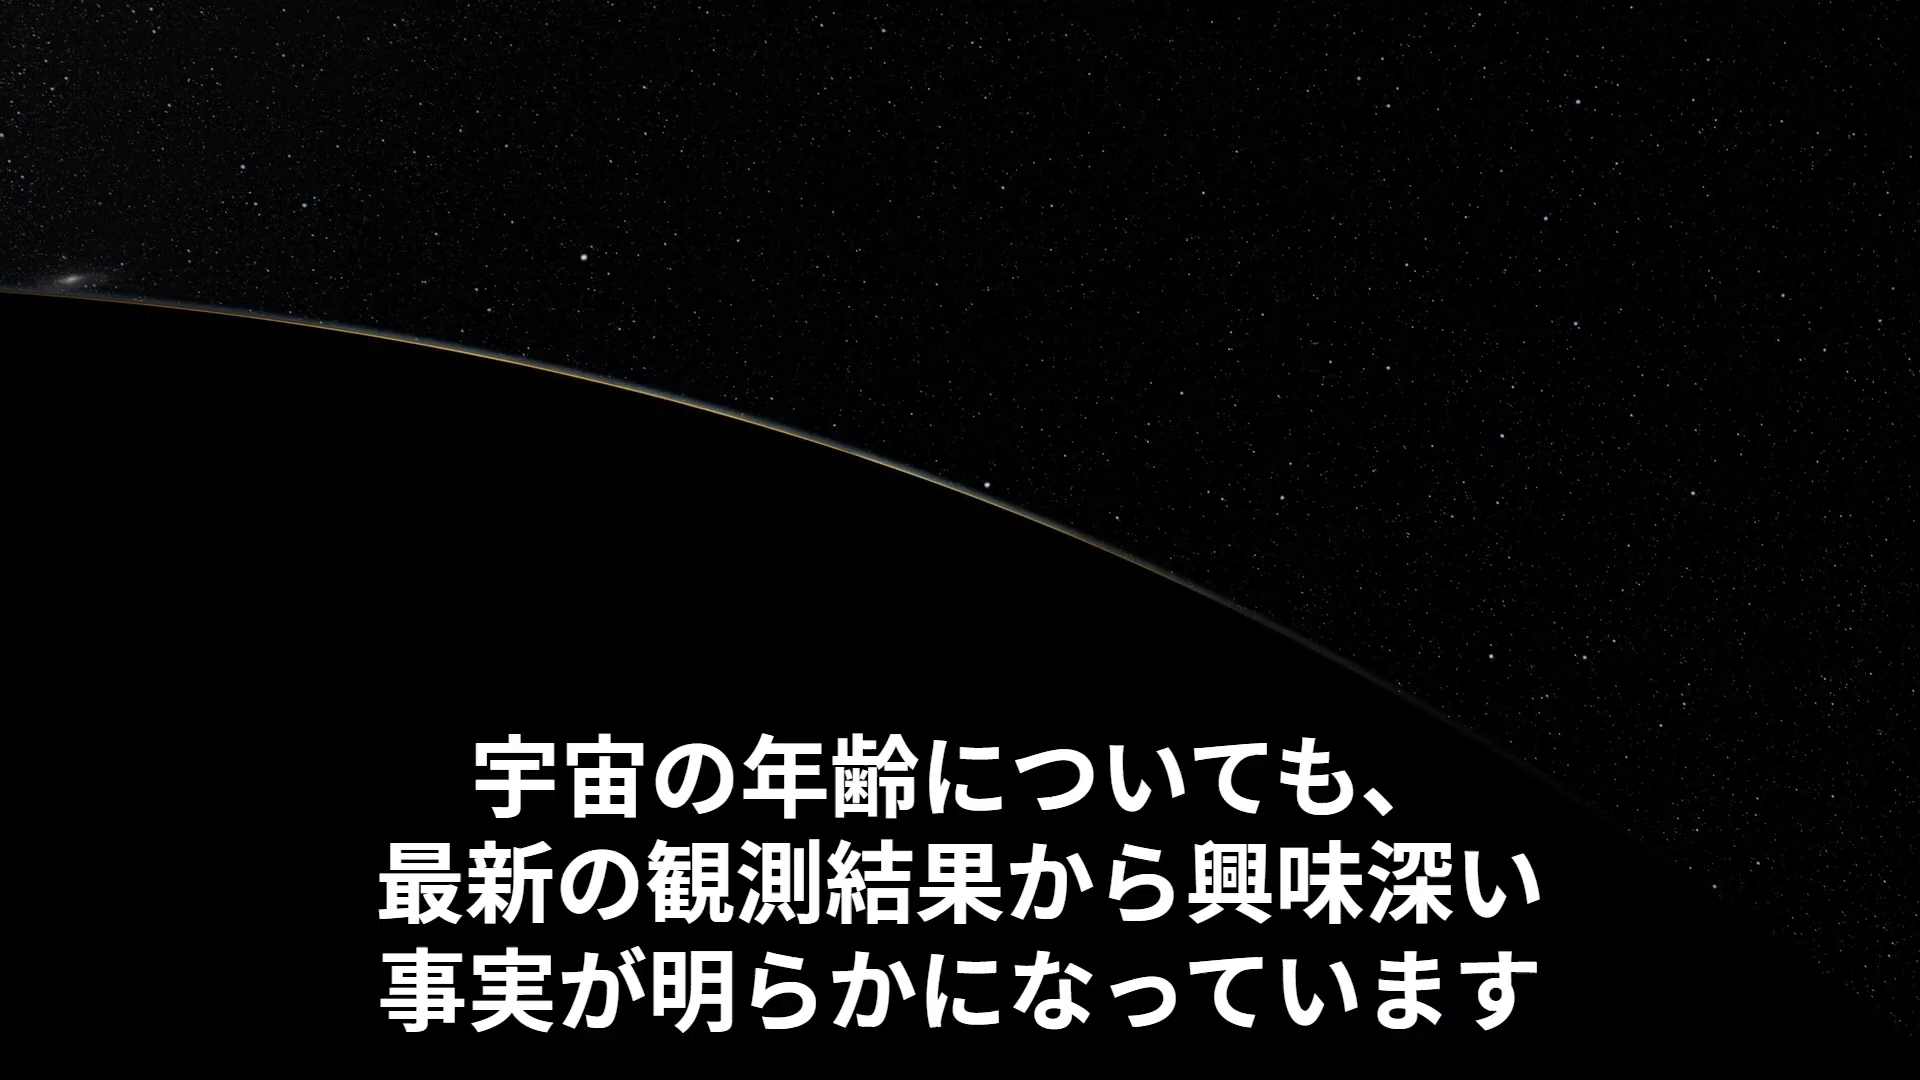 宇宙の年齢についても、
最新の観測結果から興味深い
事実が明らかになっています